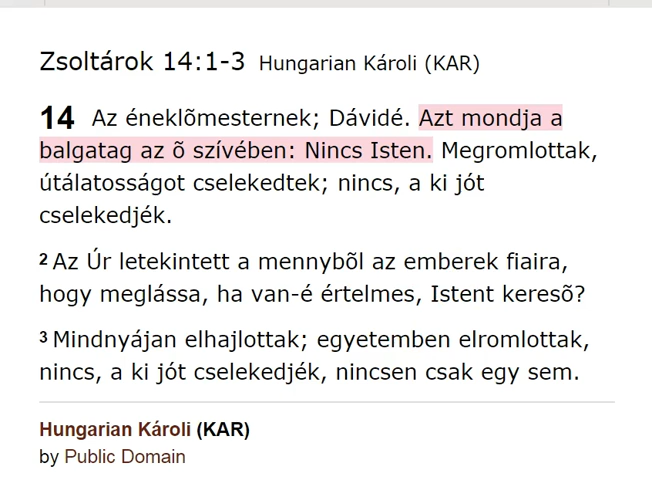 Zsoltárok 14:1-3 Hungarian Károli (KAR)
14 Az éneklõmesternek; Dávidé. Azt mondja a
balgatag az õ szívében: Nincs Isten. Megromlottak,
útálatosságot cselekedtek; nincs, a ki jót
cselekedjék.
2 Az Úr letekintett a mennybõl az emberek fiaira,
hogy meglássa, ha van-é értelmes, Istent keresõ?
3 Mindnyájan elhajlottak; egyetemben elromlottak,
nincs, a ki jót cselekedjék, nincsen csak egy sem.
Hungarian Károli (KAR)
by Public Domain